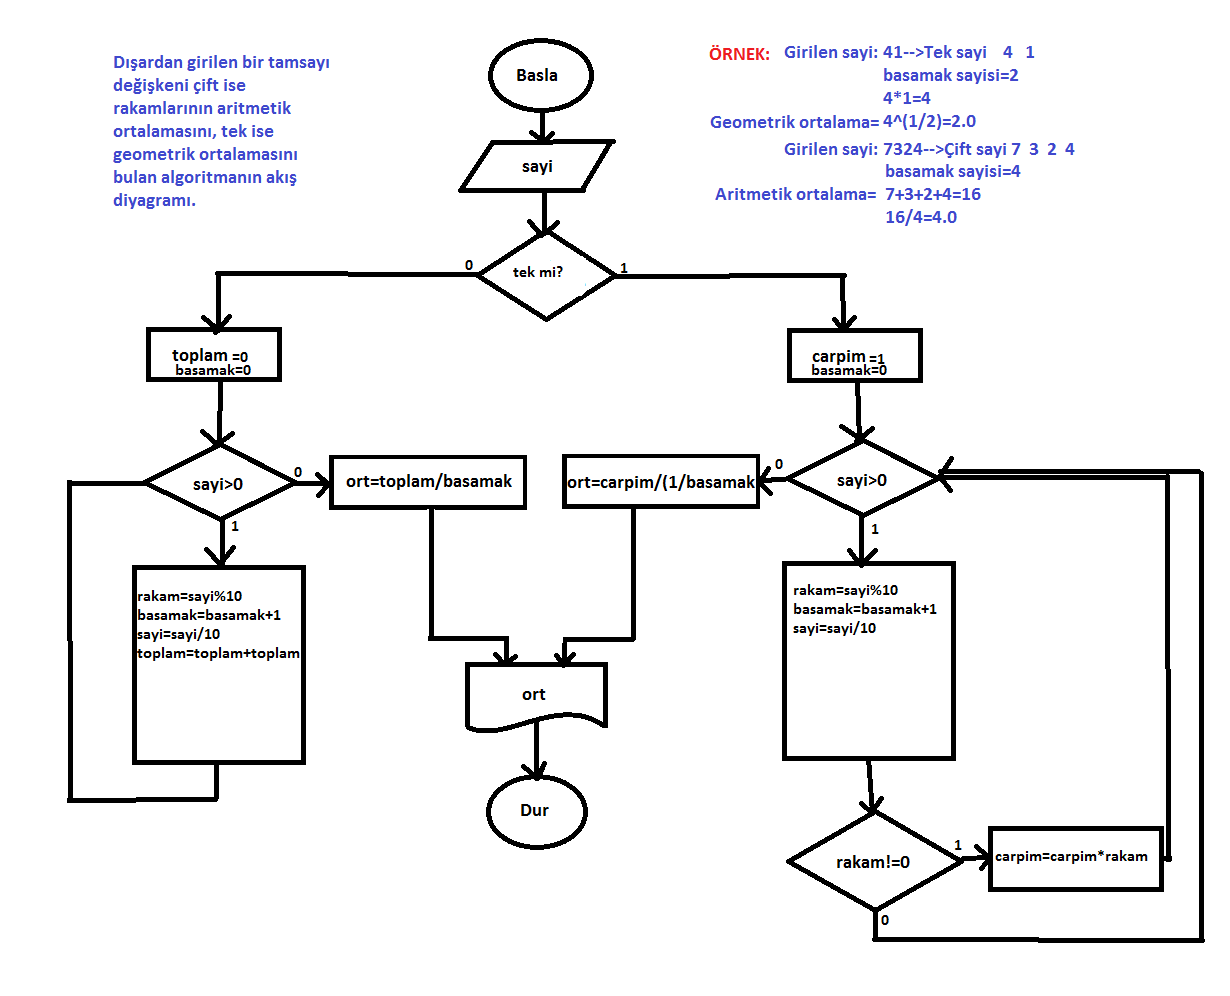 Dışardan girilen bir tamsayı
değişkeni çift ise
rakamlarının aritmetik
ortalamasını, tek ise
geometrik ortalamasını
bulan algoritmanın akış
diyagramı.
ÖRNEK: Girilen sayi: 41-->Tek sayi 4 1
basamak sayisi=2
4*1=4
Geometrik ortalama= 4^(1/2)=2.0
Girilen sayi: 7324-->Çift sayi 7 3 2 4
basamak sayisi=4
Aritmetik ortalama= 7+3+2+4=16
16/4=4.0
Basla
sayi
tek mi?
0
1
toplam =0
basamak=0
carpim =1
basamak=0
sayi>0
0
1
ort=toplam/basamak
ort=carpim/(1/basamak
0
sayi>0
1
rakam=sayi%10
basamak=basamak+1
sayi=sayi/10
toplam=toplam+toplam
rakam=sayi%10
basamak=basamak+1
sayi=sayi/10
ort
Dur
rakam!=0
1
0
carpim=carpim*rakam